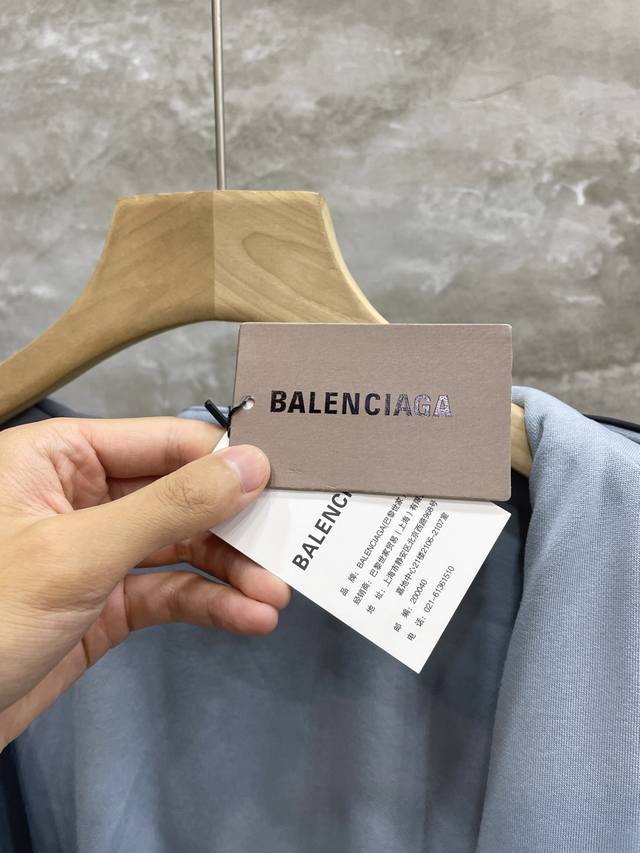 BALENCIAGA
BALENCI
品 牌: BALENCIAGA(巴黎世家
经销商: 巴黎世家贸易（上海）有限
地 址: 上海市静安区北京西路968号
嘉地中心21楼2106-2107室
邮 编: 200040
电 话: 021-61361510